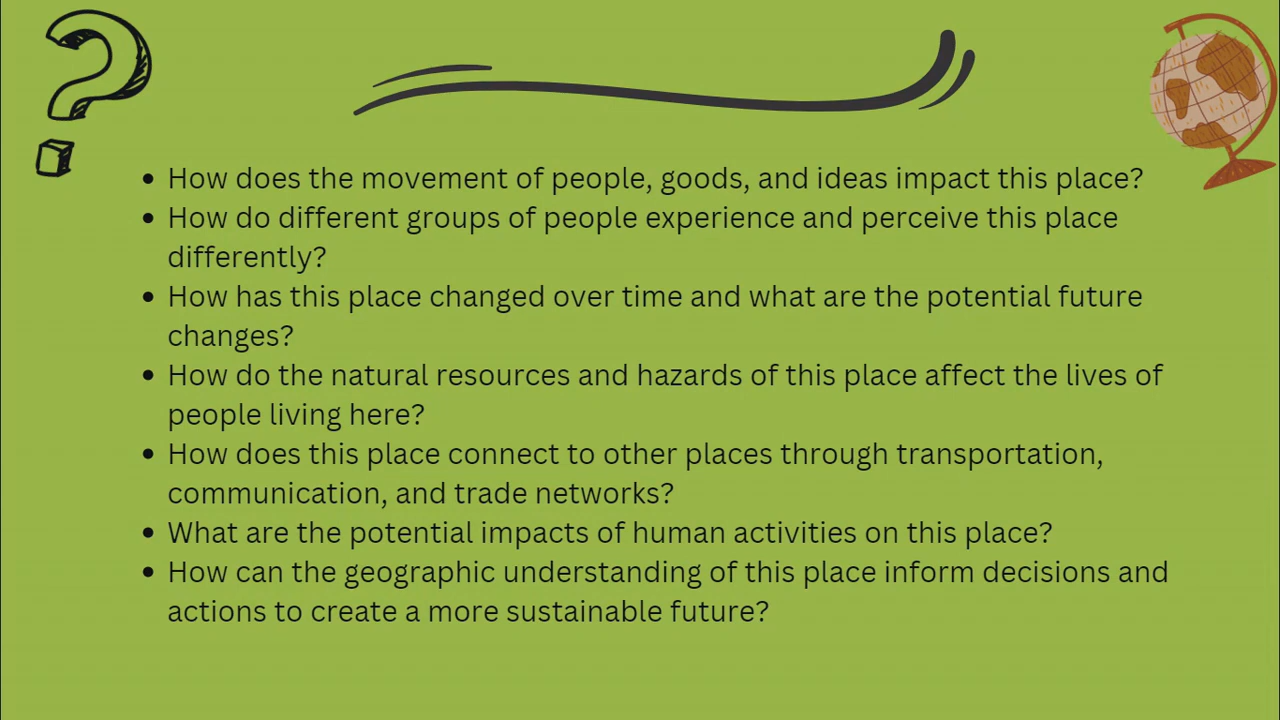 • How does the movement of people, goods, and ideas impact this place?
• How do different groups of people experience and perceive this place
differently?
• How has this place changed over time and what are the potential future
changes?
• How do the natural resources and hazards of this place affect the lives of
people living here?
• How does this place connect to other places through transportation,
communication, and trade networks?
• What are the potential impacts of human activities on this place?
• How can the geographic understanding of this place inform decisions and
actions to create a more sustainable future?